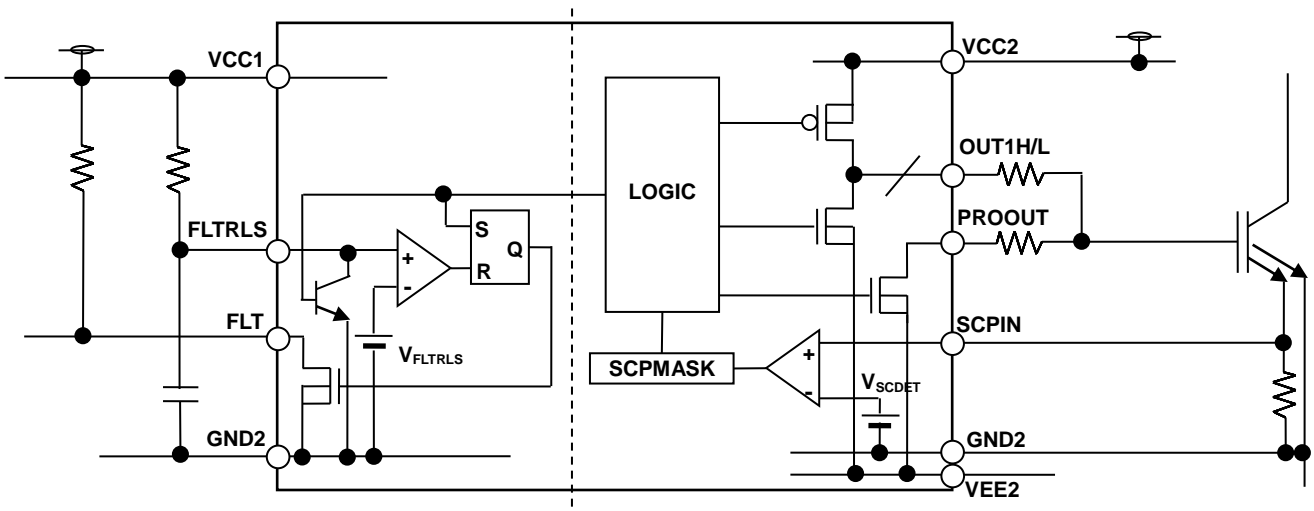 VCC1
VCC2
OUT1H/L
LOGIC
PROOUT
FLTRLS
S
Q
R
+
-
FLT
VFLTRLS
SCPIN
SCPMASK
+
-
VSCDET
GND2
GND2
VEE2